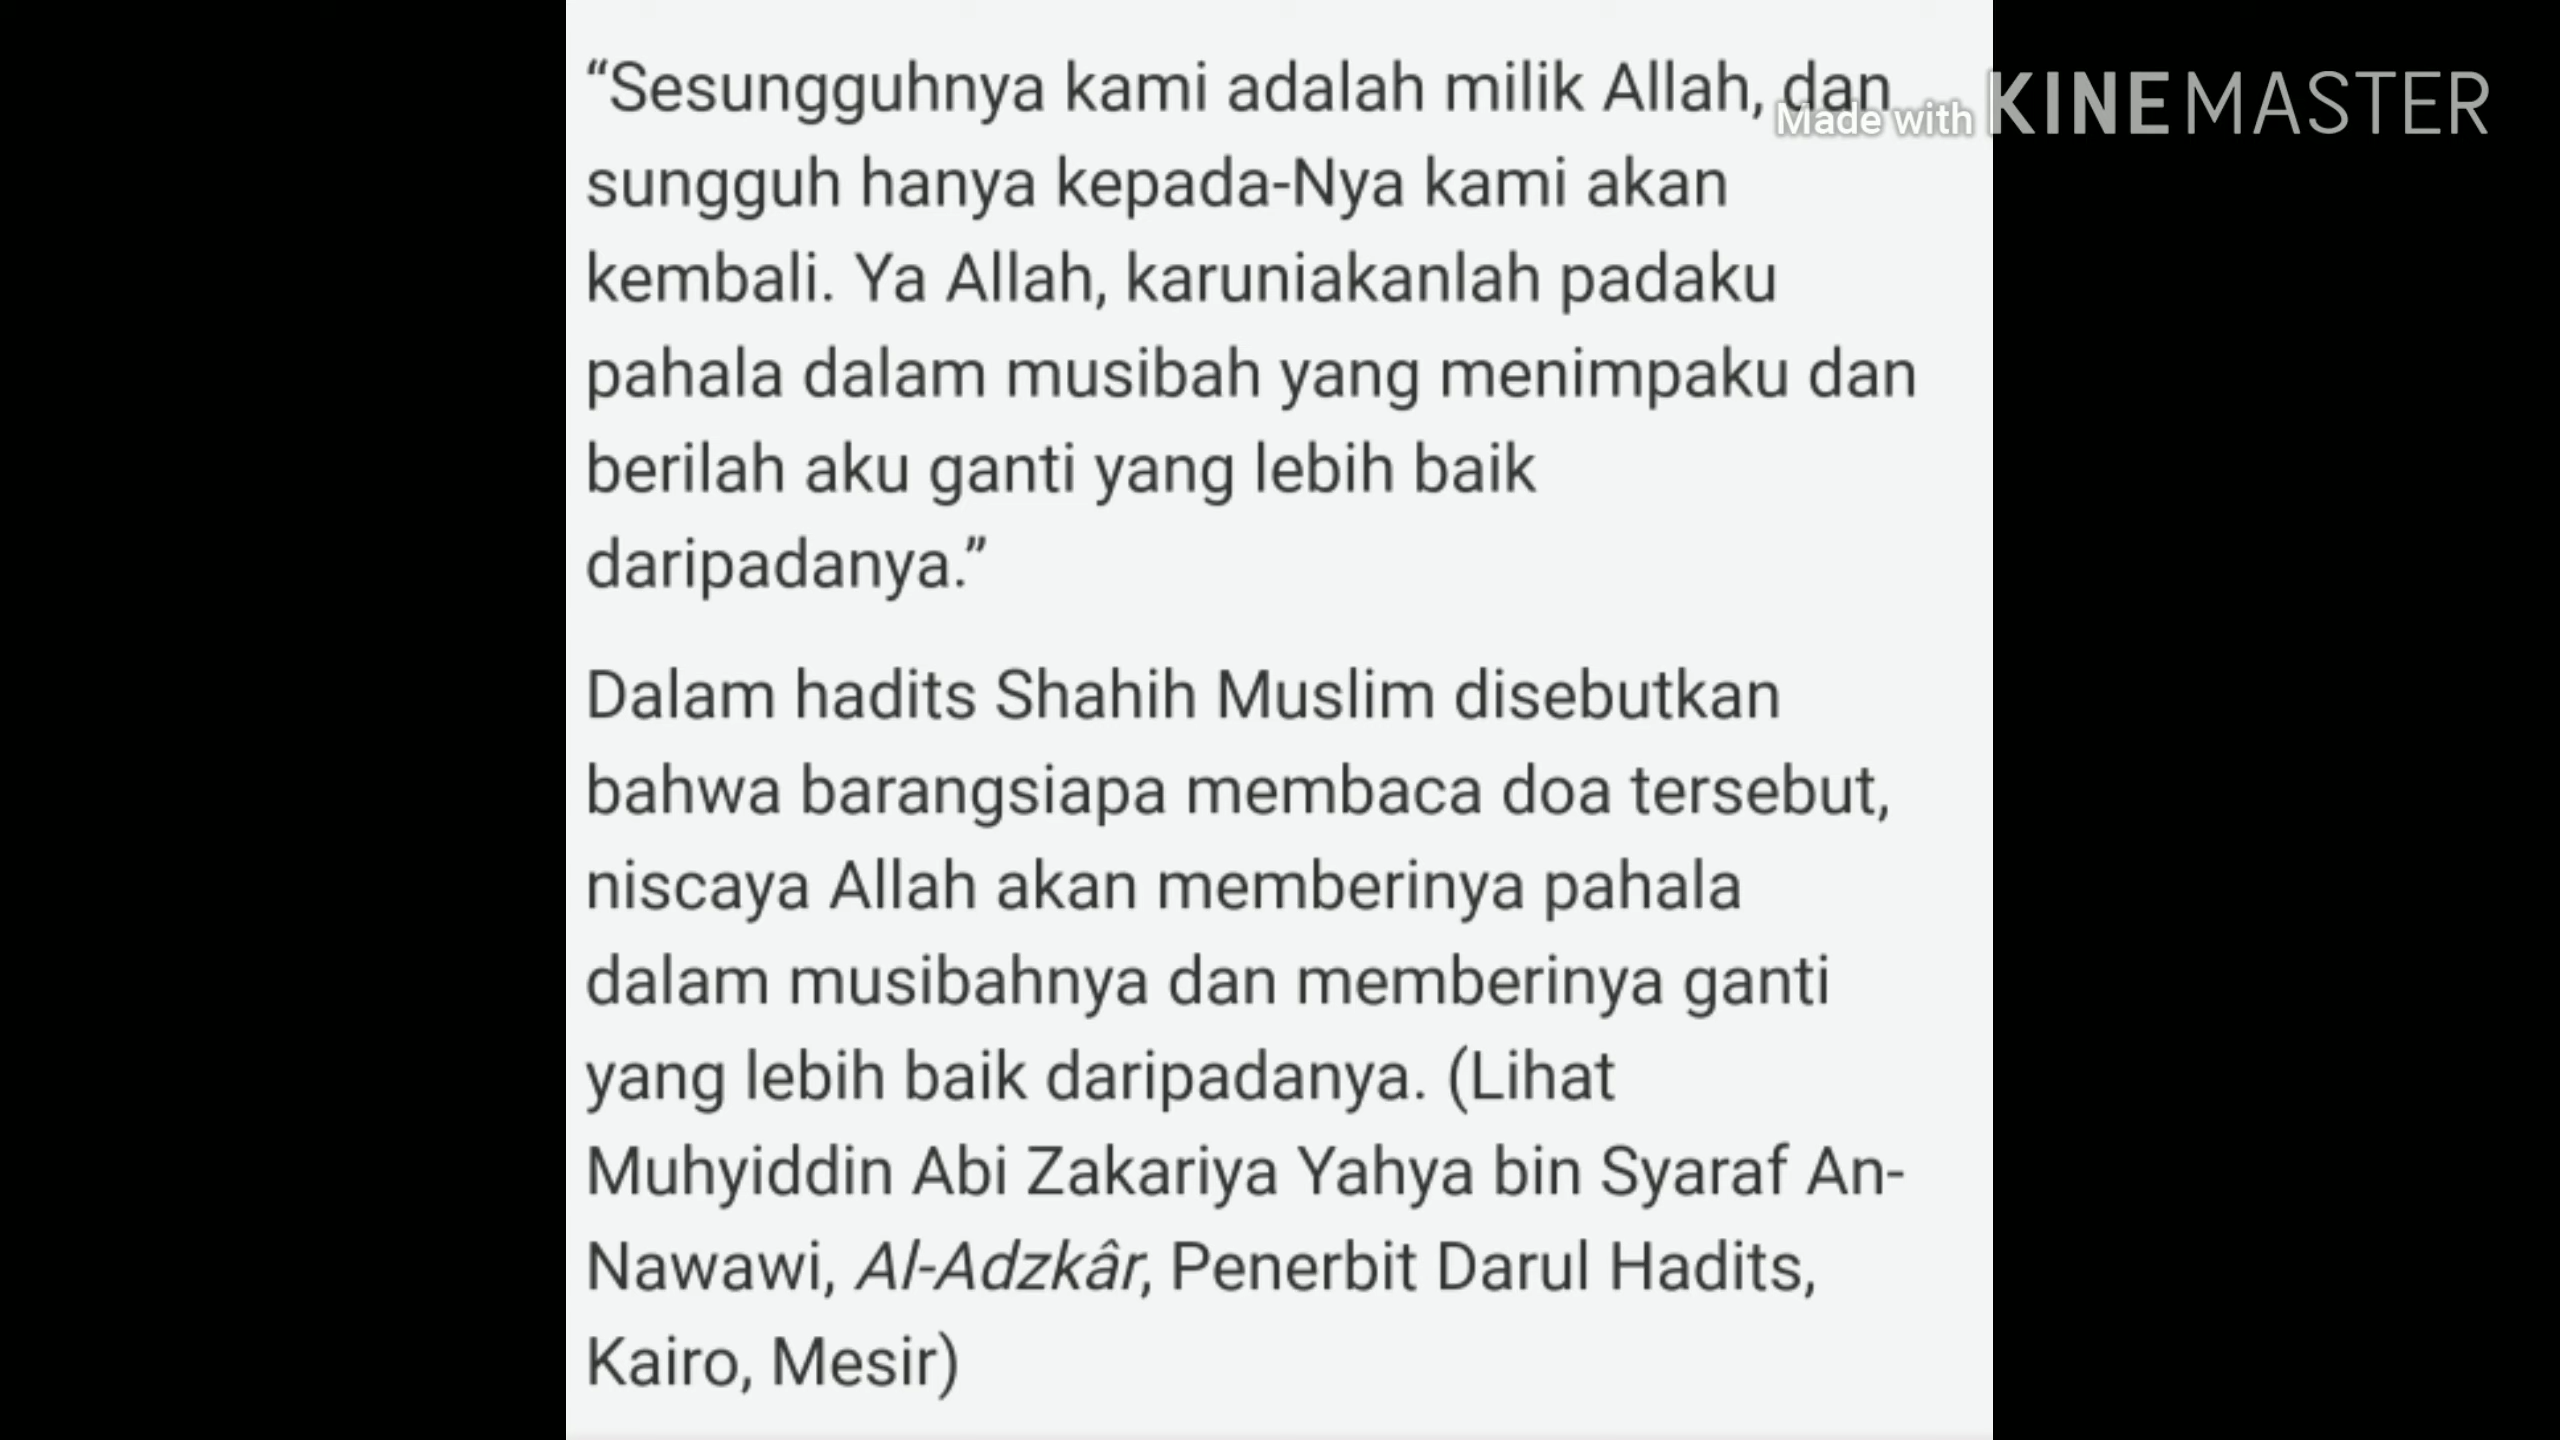 “Sesungguhnya kami adalah milik Allah, dan
Made with KINEMASTER
sungguh hanya kepada-Nya kami akan
kembali. Ya Allah, karuniakanlah padaku
pahala dalam musibah yang menimpaku dan
berilah aku ganti yang lebih baik
daripadanya.”
Dalam hadits Shahih Muslim disebutkan
bahwa barangsiapa membaca doa tersebut,
niscaya Allah akan memberinya pahala
dalam musibahnya dan memberinya ganti
yang lebih baik daripadanya. (Lihat
Muhyiddin Abi Zakariya Yahya bin Syaraf An-
Nawawi, Al-Adzkâr, Penerbit Darul Hadits,
Kairo, Mesir)